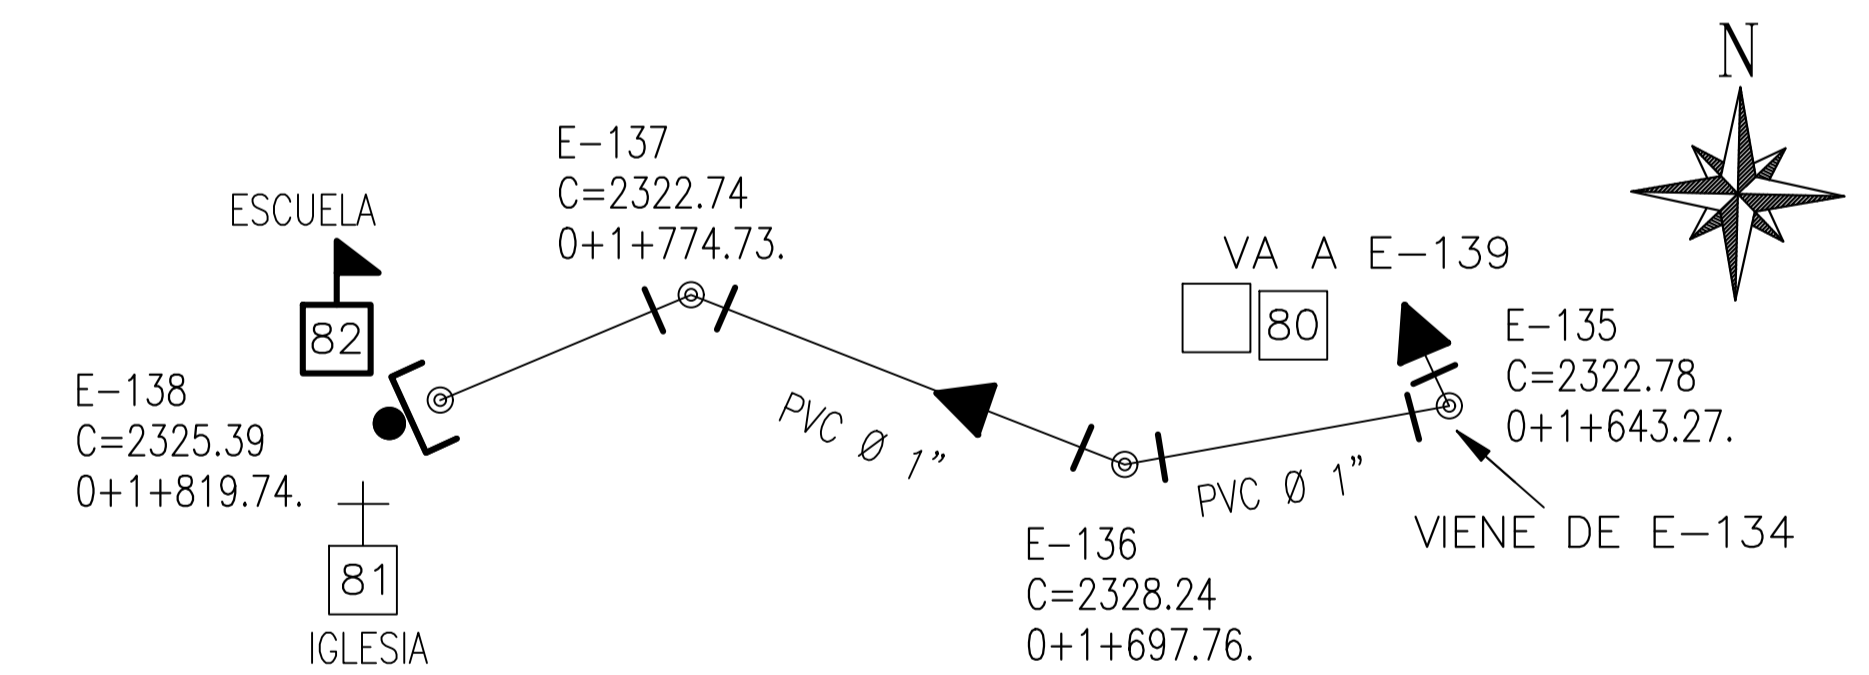 N
E-137
C=2322.74
0+1+774.73.
ESCUELA
82
VA A E-139
80
E-135
C=2322.78
0+1+643.27.
E-138
C=2325.39
0+1+819.74.
PVC Ø 1”
PVC Ø 1”
VIENE DE E-134
E-136
C=2328.24
0+1+697.76.
81
IGLESIA